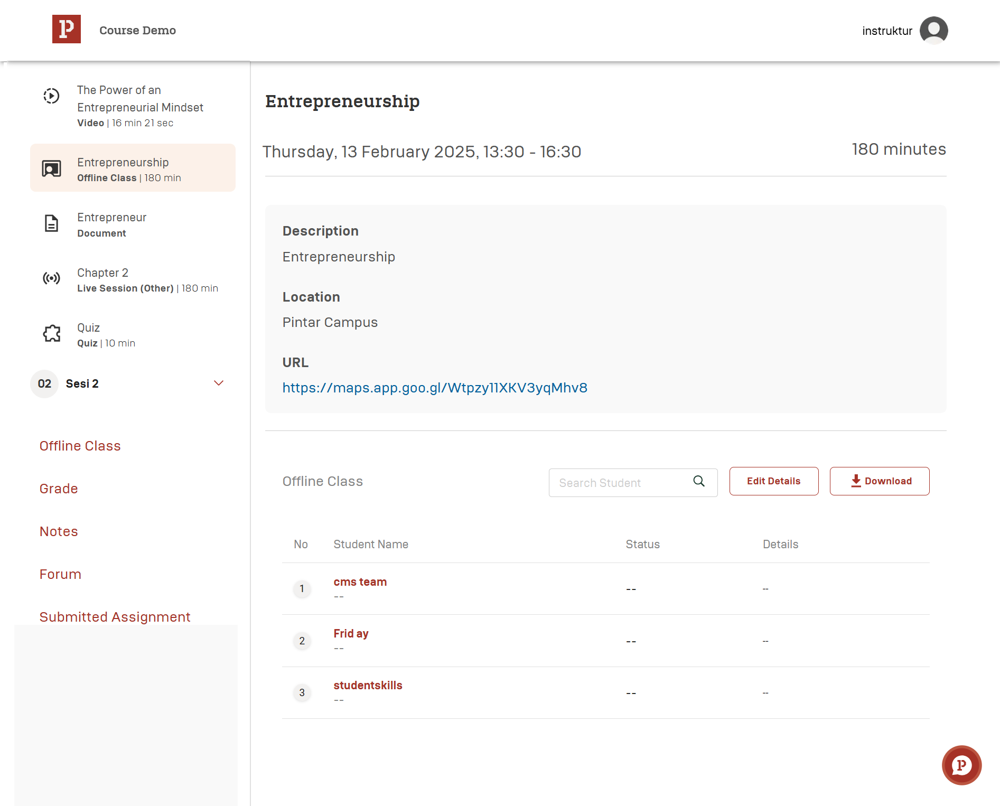 Course Demo
instruktur
The Power of an
Entrepreneurial Mindset
Video | 16 min 21 sec
Entrepreneurship
Offline Class | 180 min
Entrepreneur
Document
Chapter 2
Live Session (Other) | 180 min
Quiz
Quiz | 10 min
02 Sesi 2
Offline Class
Grade
Notes
Forum
Submitted Assignment
Entrepreneurship
Thursday, 13 February 2025, 13:30 - 16:30
180 minutes
Description
Entrepreneurship
Location
Pintar Campus
URL
https://maps.app.goo.gl/Wtpzy11XKV3yqMhv8
Offline Class
Search Student
Edit Details
Download
No Student Name Status Details
1 cms team -- --
--
2 Frid ay -- --
--
3 studentskills -- --
--